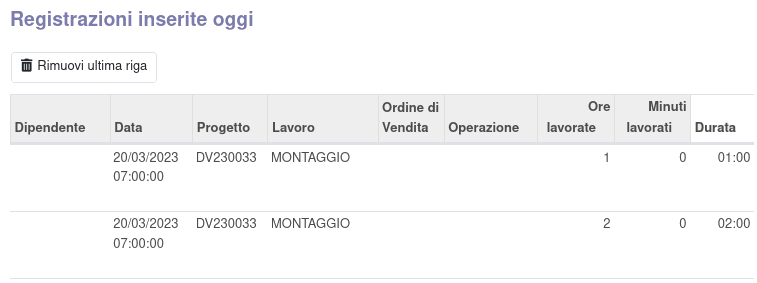 Registrazioni inserite oggi
Rimuovi ultima riga
Dipendente Data Progetto Lavoro Ordine di Vendita Operazione Ore lavorate Minuti lavorati Durata
20/03/2023 07:00:00 DV230033 MONTAGGIO 1 0 01:00
20/03/2023 07:00:00 DV230033 MONTAGGIO 2 0 02:00